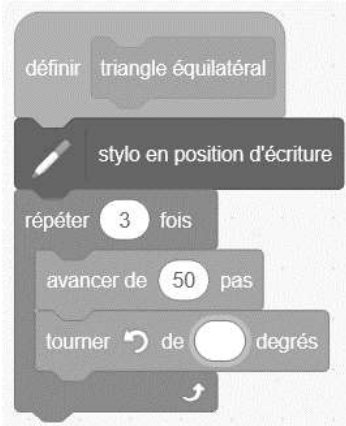 définir triangle équilatéral
stylo en position d'écriture
répéter 3 fois
avancer de 50 pas
tourner de degrés